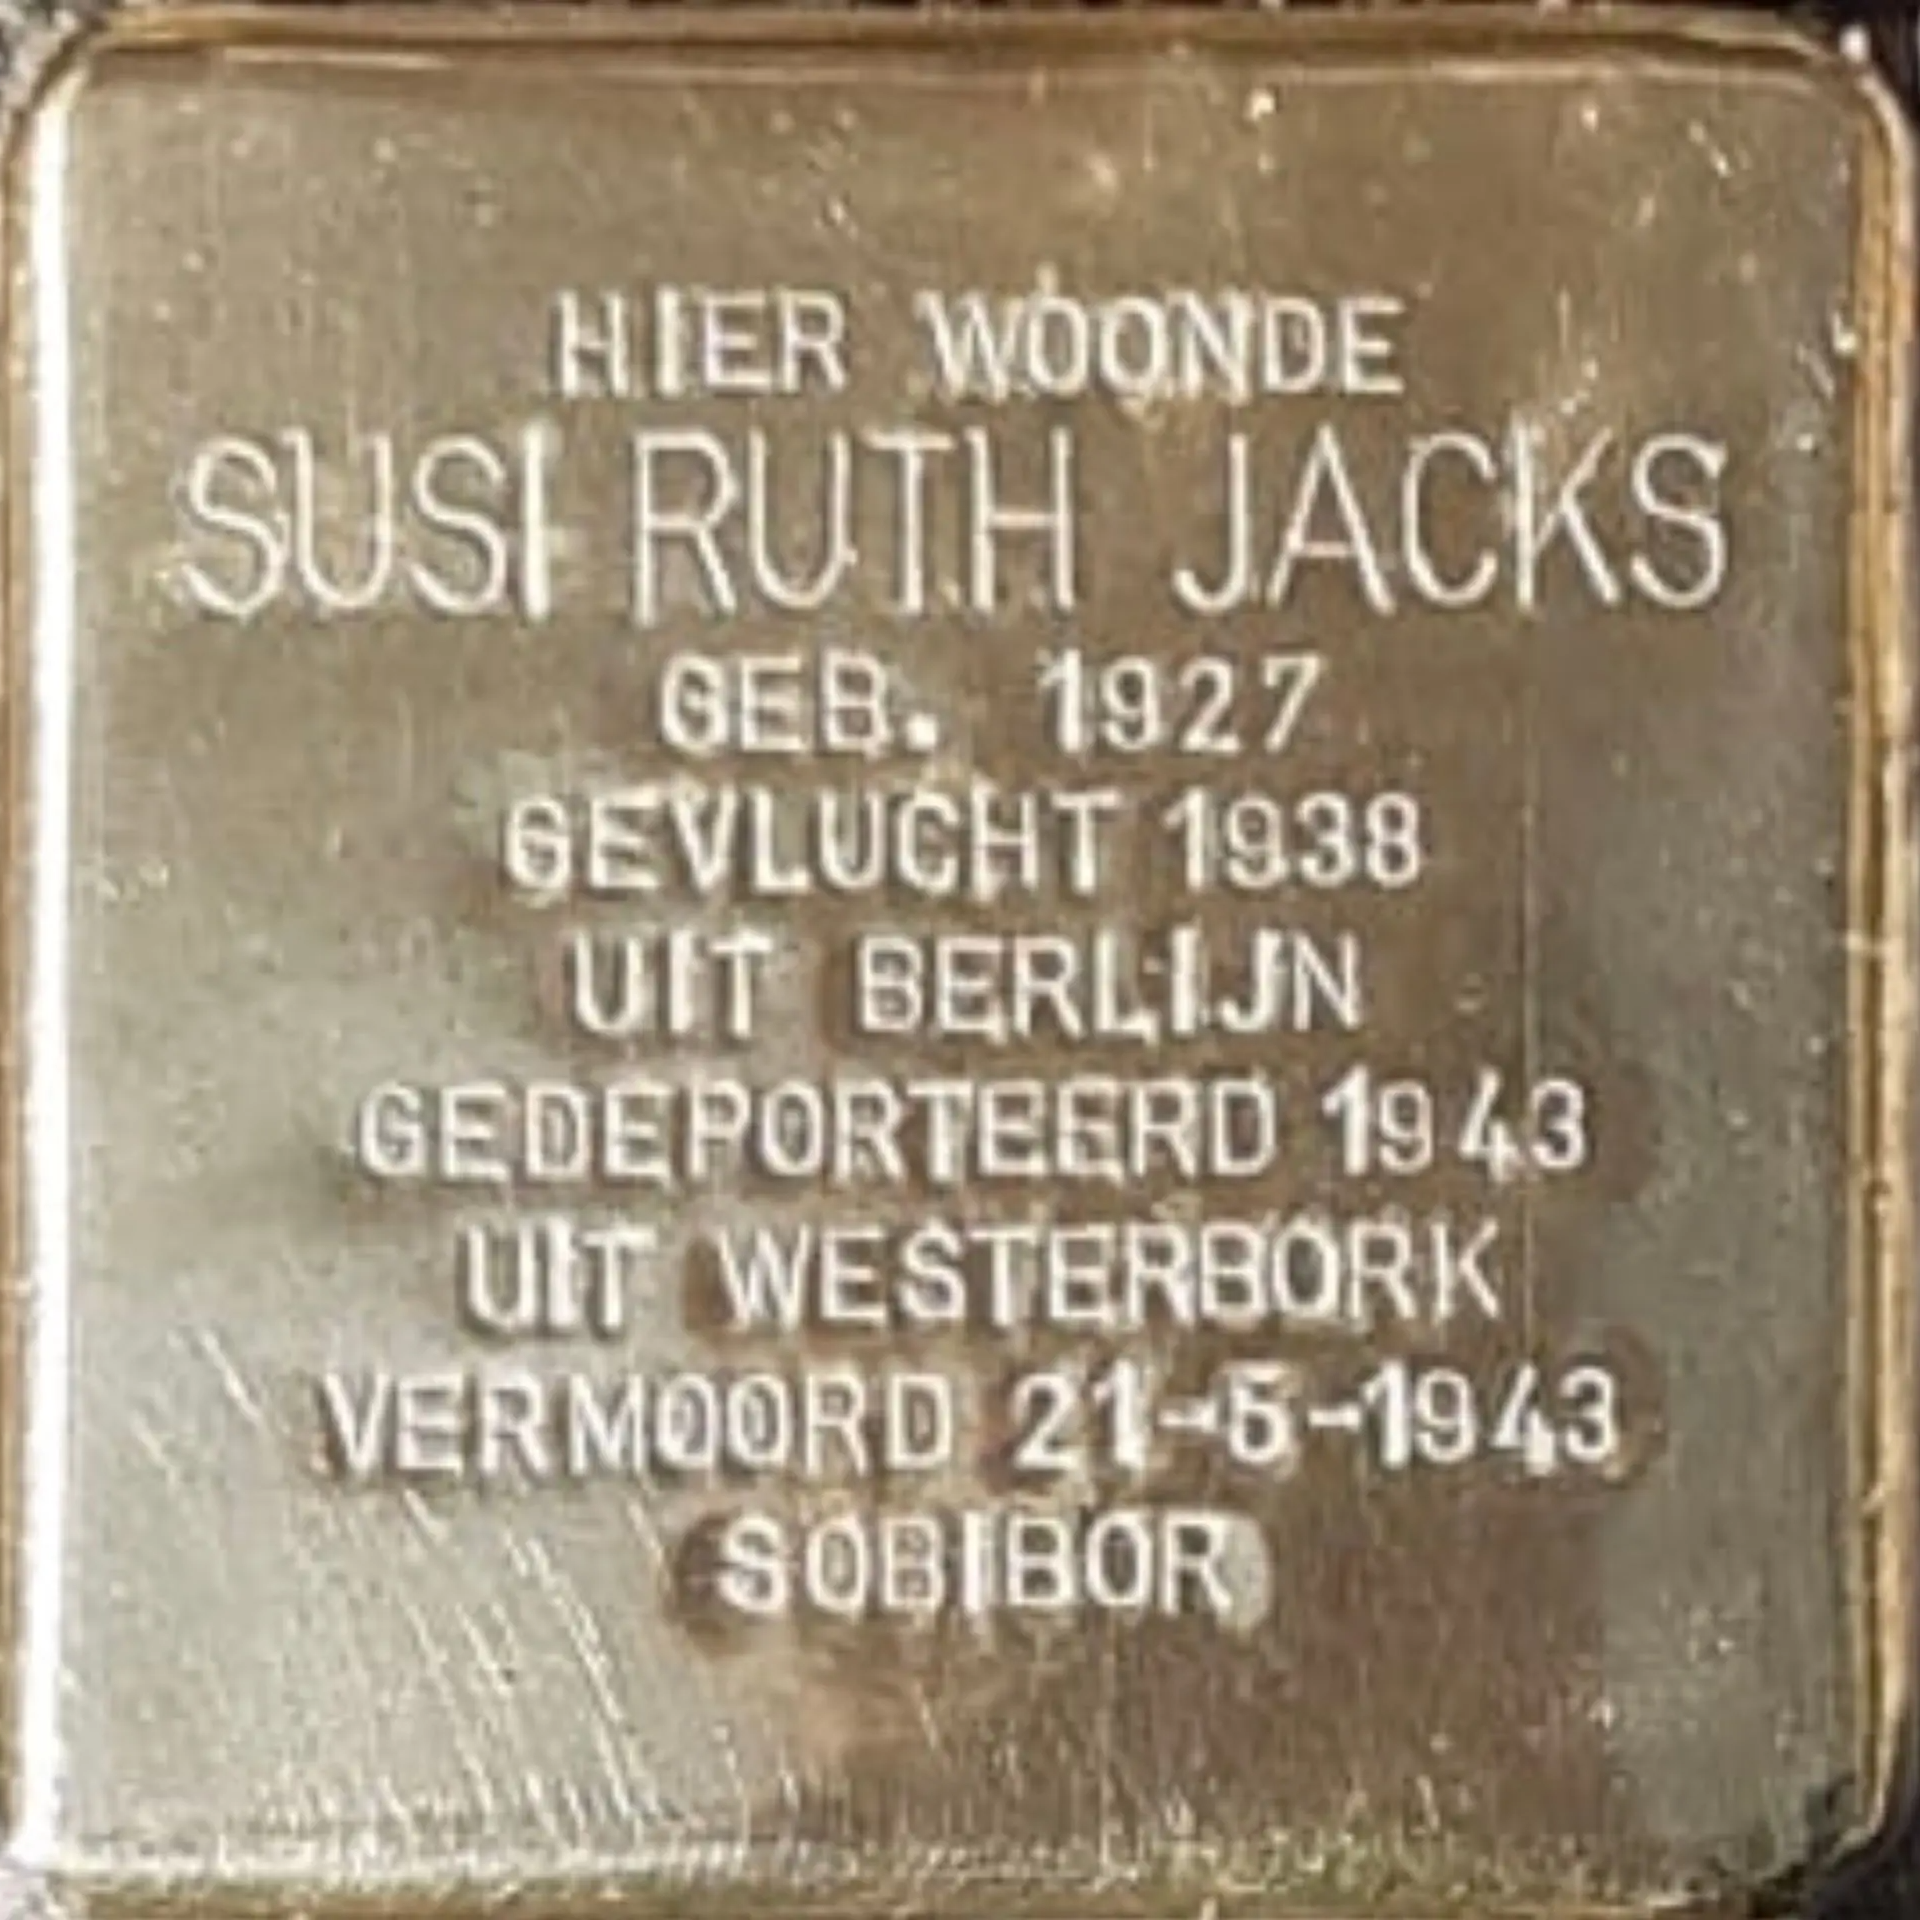 HIER WOONDE
SUSI RUTH JACKS
GEB. 1927
GEVLUCHT 1938
UIT BERLIJN
GEDEPORTEERD 1943
UIT WESTERBORK
VERMOORD 21-5-1943
SOBIBOR